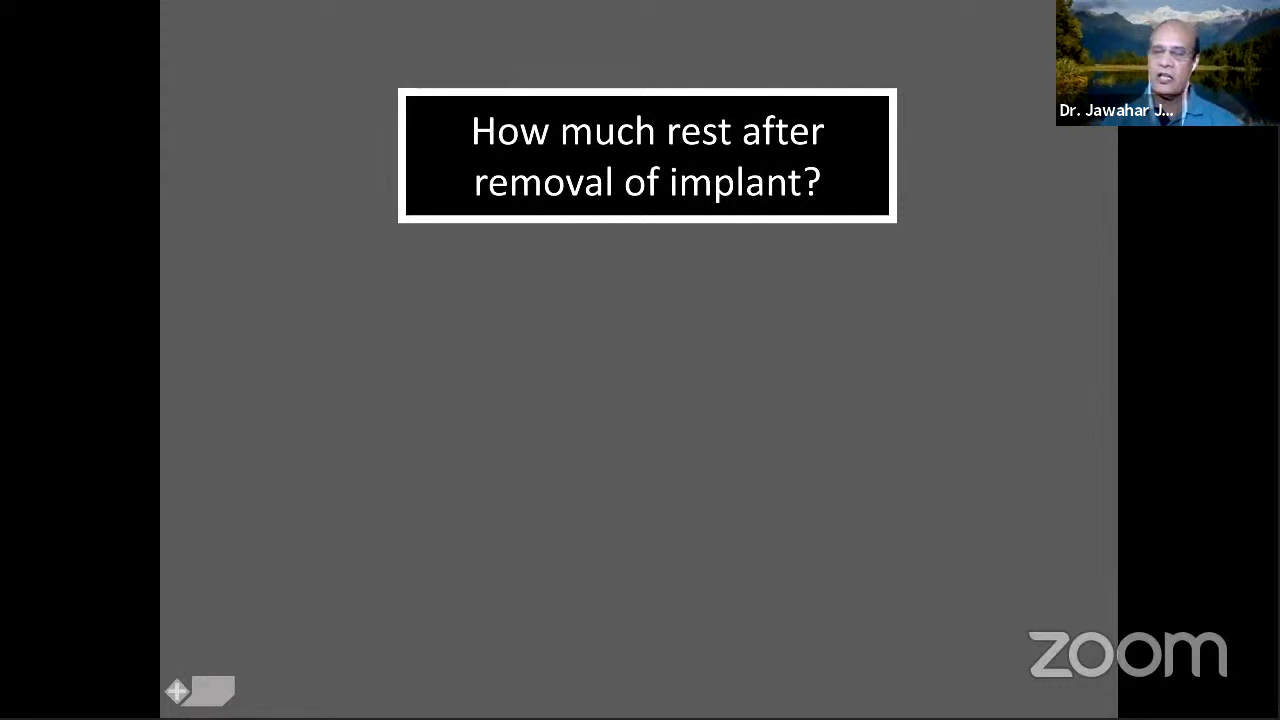 How much rest after
removal of implant?
Dr. Jawahar J...
zoom